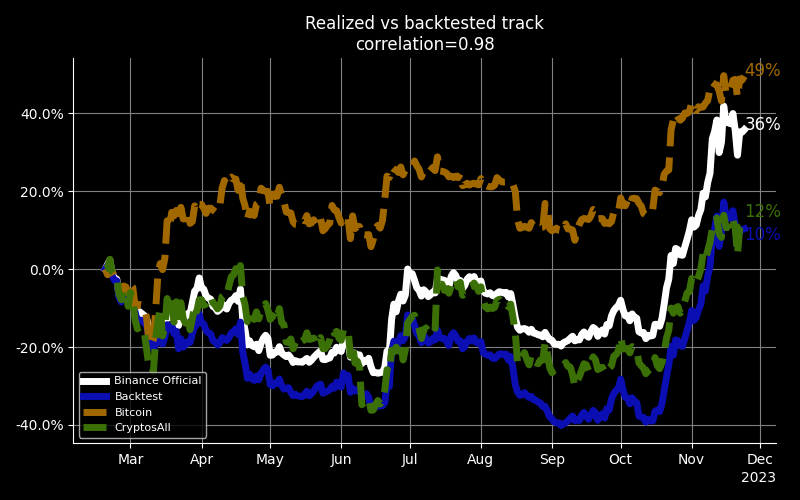 Realized vs backtested track
correlation=0.98
49%
36%
12%
10%
40.0%
20.0%
0.0%
-20.0%
-40.0%
Binance Official
Backtest
Bitcoin
CryptosAll
Mar Apr May Jun Jul Aug Sep Oct Nov Dec
2023